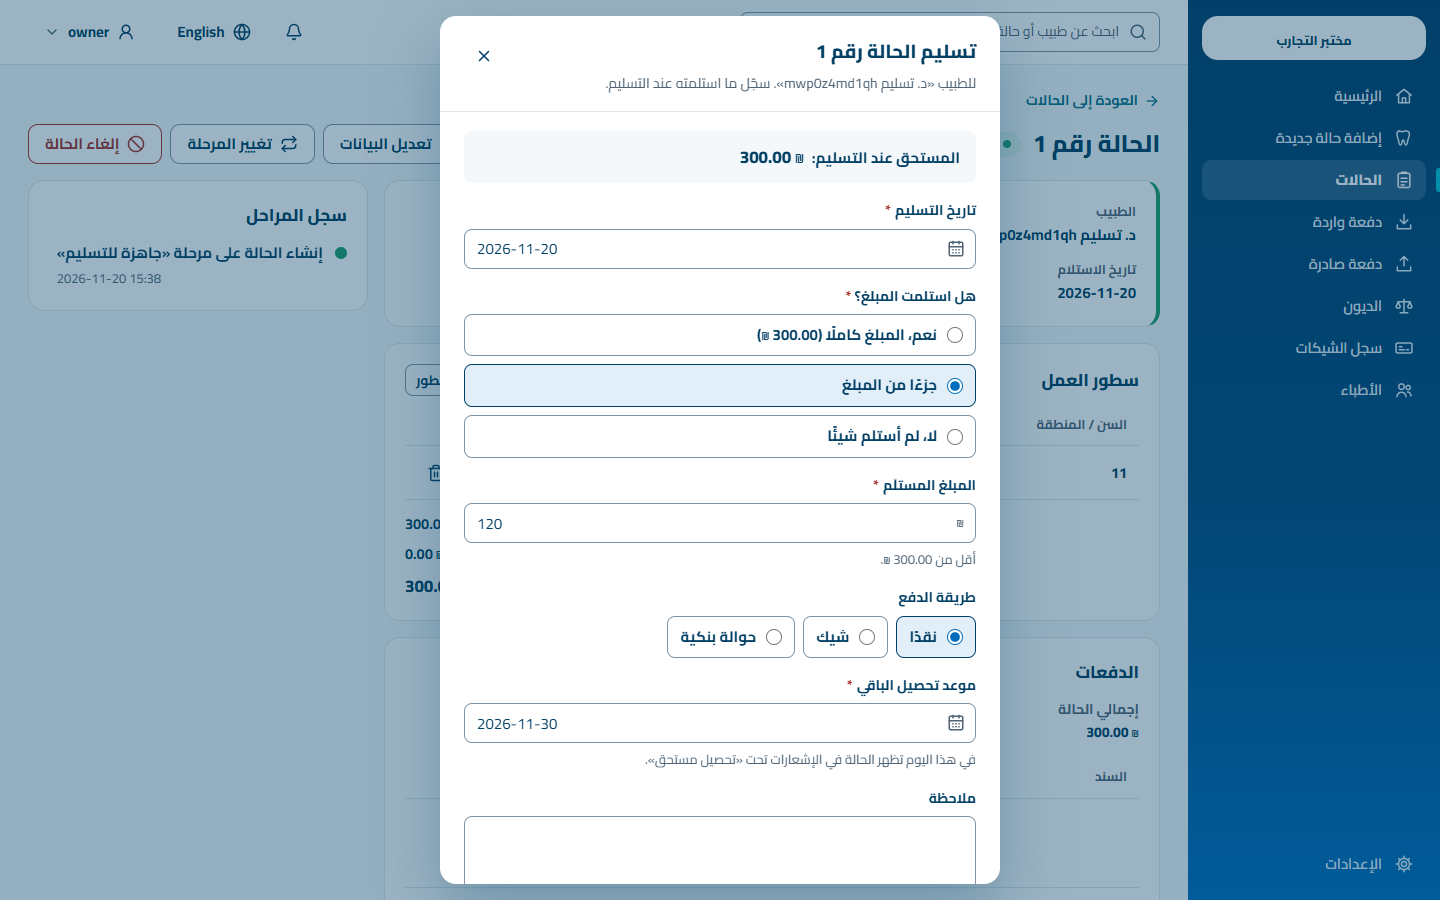 مختبر التجارب
الرئيسية
إضافة حالة جديدة
الحالات
دفعة واردة
دفعة صادرة
الديون
سجل الشيكات
الأطباء
الإعدادات
ابحث عن طبيب أو
English
owner
العودة إلى الحالات
الحالة رقم 1
تعديل البيانات
تغيير المرحلة
إلغاء الحالة
الطبيب
د. تسليم
تاريخ الاستلام
2026-11-20
سجل المراحل
إنشاء الحالة على مرحلة «جاهزة للتسليم»
2026-11-20 15:38
سطور العمل
السن / المنطقة
11
0.00
الدفعات
إجمالي الحالة
₪ 300.00
السند
تسليم الحالة رقم 1
للطبيب «د. تسليم mwp0z4md1qh». سجّل ما استلمته عند التسليم.
المستحق عند التسليم: ₪ 300.00
تاريخ التسليم *
2026-11-20
هل استلمت المبلغ؟ *
نعم، المبلغ كاملًا (300.00 ₪)
جزءًا من المبلغ
لا، لم أستلم شيئًا
المبلغ المستلم *
₪
120
أقل من 300.00 ₪.
طريقة الدفع
نقدًا
شيك
حوالة بنكية
موعد تحصيل الباقي *
2026-11-30
في هذا اليوم تظهر الحالة في الإشعارات تحت «تحصيل مستحق».
ملاحظة